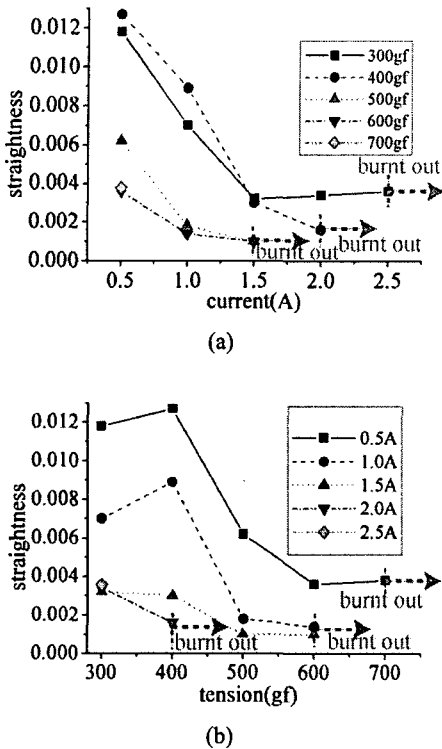 0.012
0.010
0.008
0.006
0.004
0.002
0.000
straightness
300gf
400gf
500gf
600gf
700gf
burnt out
burnt out
burnt out
0.5 1.0 1.5 2.0 2.5
current(A)
(a)
0.012
0.010
0.008
0.006
0.004
0.002
0.000
straightness
0.5A
1.0A
1.5A
2.0A
2.5A
burnt out
burnt out
burnt out
300 400 500 600 700
tension(gf)
(b)